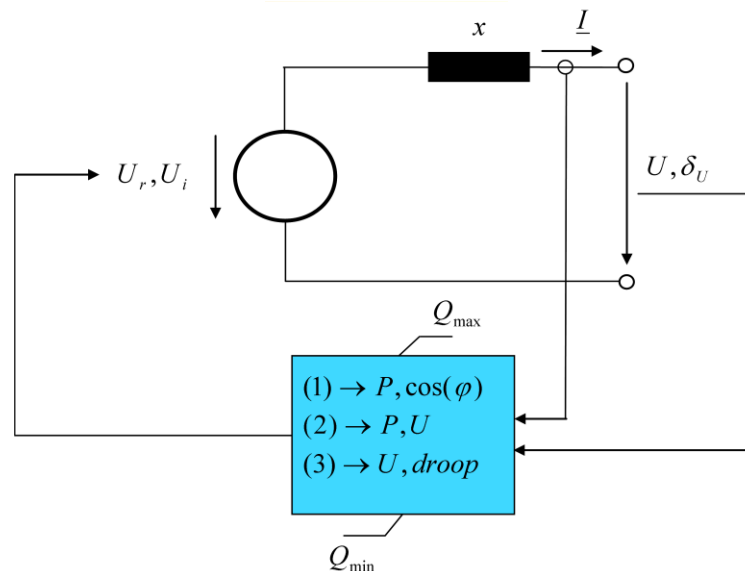 x
I
U_r, U_i
U, δ_U
Q_max
(1) → P, cos(φ)
(2) → P, U
(3) → U, droop
Q_min